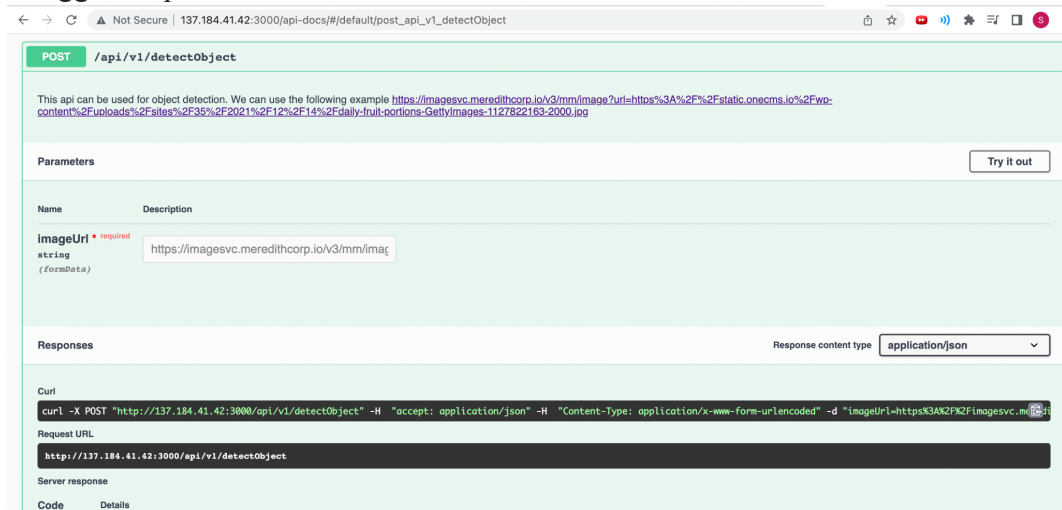 Not Secure | 137.184.41.42:3000/api-docs/#/default/post_api_v1_detectObject
S
POST /api/v1/detectObject
This api can be used for object detection. We can use the following example https://imagesvc.meredithcorp.io/v3/mm/image?url=https%3A%2F%2Fstatic.onecms.io%2Fwp-
content%2Fuploads%2Fsites%2F35%2F2021%2F12%2F14%2Fdaily-fruit-portions-GettyImages-1127822163-2000.jpg
Parameters
Try it out
Name Description
imageUrl * required
string
(formData)
https://imagesvc.meredithcorp.io/v3/mm/imag
Responses
Response content type application/json
Curl
curl -X POST "http://137.184.41.42:3000/api/v1/detectObject" -H "accept: application/json" -H "Content-Type: application/x-www-form-urlencoded" -d "imageUrl=https%3A%2F%2Fimagesvc.me
Request URL
http://137.184.41.42:3000/api/v1/detectObject
Server response
Code Details